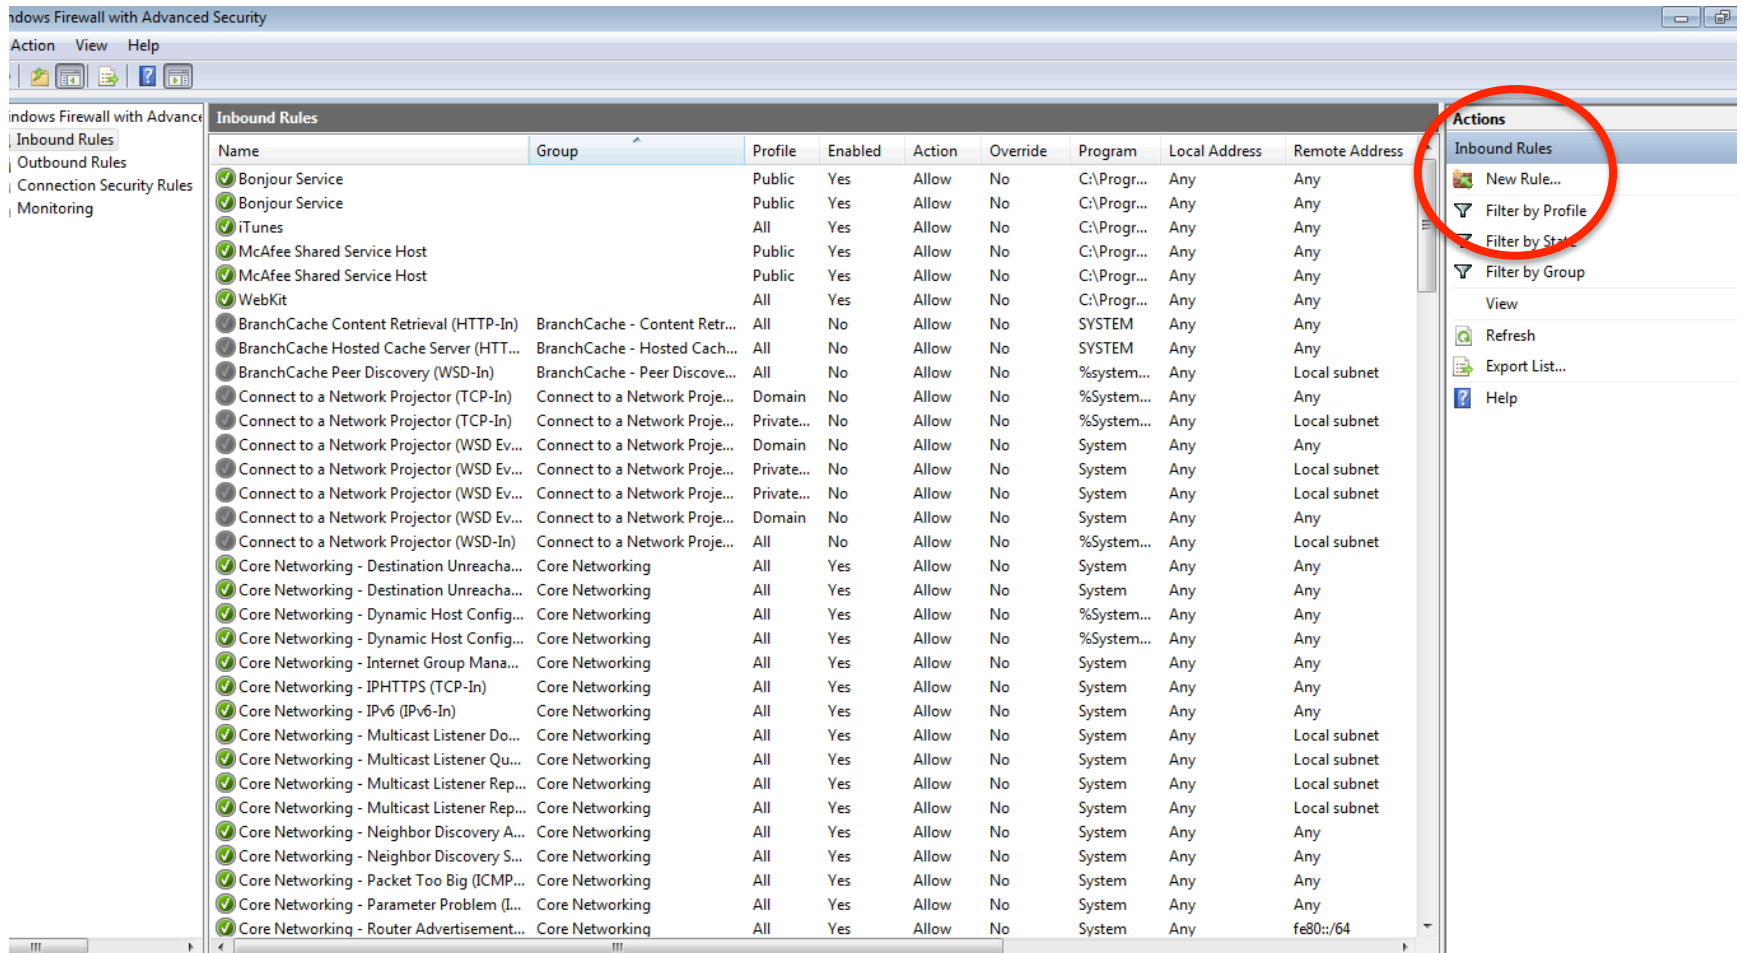 ndows Firewall with Advanced Security
Action View Help
indows Firewall with Advance
Inbound Rules
Outbound Rules
Connection Security Rules
Monitoring
Inbound Rules
Name Group Profile Enabled Action Override Program Local Address Remote Address
Bonjour Service Public Yes Allow No C:\Progr... Any Any
Bonjour Service Public Yes Allow No C:\Progr... Any Any
iTunes All Yes Allow No C:\Progr... Any Any
McAfee Shared Service Host Public Yes Allow No C:\Progr... Any Any
McAfee Shared Service Host Public Yes Allow No C:\Progr... Any Any
WebKit All Yes Allow No C:\Progr... Any Any
BranchCache Content Retrieval (HTTP-In) BranchCache - Content Retr... All No Allow No SYSTEM Any Any
BranchCache Hosted Cache Server (HTT... BranchCache - Hosted Cach... All No Allow No SYSTEM Any Any
BranchCache Peer Discovery (WSD-In) BranchCache - Peer Discove... All No Allow No %system... Any Local subnet
Connect to a Network Projector (TCP-In) Connect to a Network Proje... Domain No Allow No %System... Any Any
Connect to a Network Projector (TCP-In) Connect to a Network Proje... Private... No Allow No %System... Any Local subnet
Connect to a Network Projector (WSD Ev... Connect to a Network Proje... Domain No Allow No System Any Any
Connect to a Network Projector (WSD Ev... Connect to a Network Proje... Private... No Allow No System Any Local subnet
Connect to a Network Projector (WSD Ev... Connect to a Network Proje... Private... No Allow No System Any Local subnet
Connect to a Network Projector (WSD Ev... Connect to a Network Proje... Domain No Allow No System Any Any
Connect to a Network Projector (WSD-In) Connect to a Network Proje... All No Allow No %System... Any Local subnet
Core Networking - Destination Unreacha... Core Networking All Yes Allow No System Any Any
Core Networking - Destination Unreacha... Core Networking All Yes Allow No System Any Any
Core Networking - Dynamic Host Config... Core Networking All Yes Allow No %System... Any Any
Core Networking - Dynamic Host Config... Core Networking All Yes Allow No %System... Any Any
Core Networking - Internet Group Mana... Core Networking All Yes Allow No System Any Any
Core Networking - IPHTTPS (TCP-In) Core Networking All Yes Allow No System Any Any
Core Networking - IPv6 (IPv6-In) Core Networking All Yes Allow No System Any Any
Core Networking - Multicast Listener Do... Core Networking All Yes Allow No System Any Local subnet
Core Networking - Multicast Listener Qu... Core Networking All Yes Allow No System Any Local subnet
Core Networking - Multicast Listener Rep... Core Networking All Yes Allow No System Any Local subnet
Core Networking - Multicast Listener Rep... Core Networking All Yes Allow No System Any Local subnet
Core Networking - Neighbor Discovery A... Core Networking All Yes Allow No System Any Any
Core Networking - Neighbor Discovery S... Core Networking All Yes Allow No System Any Any
Core Networking - Packet Too Big (ICMP... Core Networking All Yes Allow No System Any Any
Core Networking - Parameter Problem (I... Core Networking All Yes Allow No System Any Any
Core Networking - Router Advertisement... Core Networking All Yes Allow No System Any fe80::/64
Actions
Inbound Rules
New Rule...
Filter by Profile
Filter by State
Filter by Group
View
Refresh
Export List...
Help